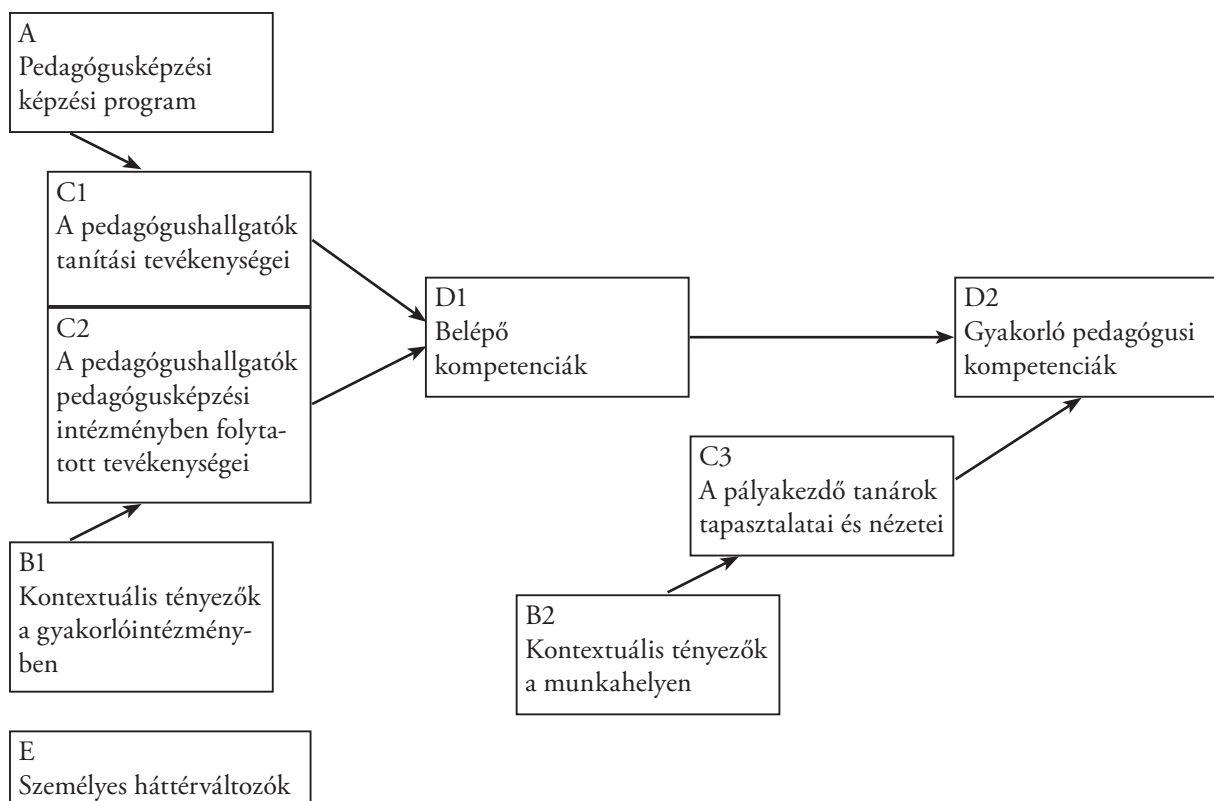 A
Pedagógusképzési
képzési program
C1
A pedagógushallgatók
tanítási tevékenységei
C2
A pedagógushallgatók
pedagógusképzési
intézményben folyta-
tott tevékenységei
B1
Kontextuális tényezők
a gyakorlóintézmény-
ben
E
Személyes háttérváltozók
D1
Belépő
kompetenciák
D2
Gyakorló pedagógusi
kompetenciák
C3
A pályakezdő tanárok
tapasztalatai és nézetei
B2
Kontextuális tényezők
a munkahelyen